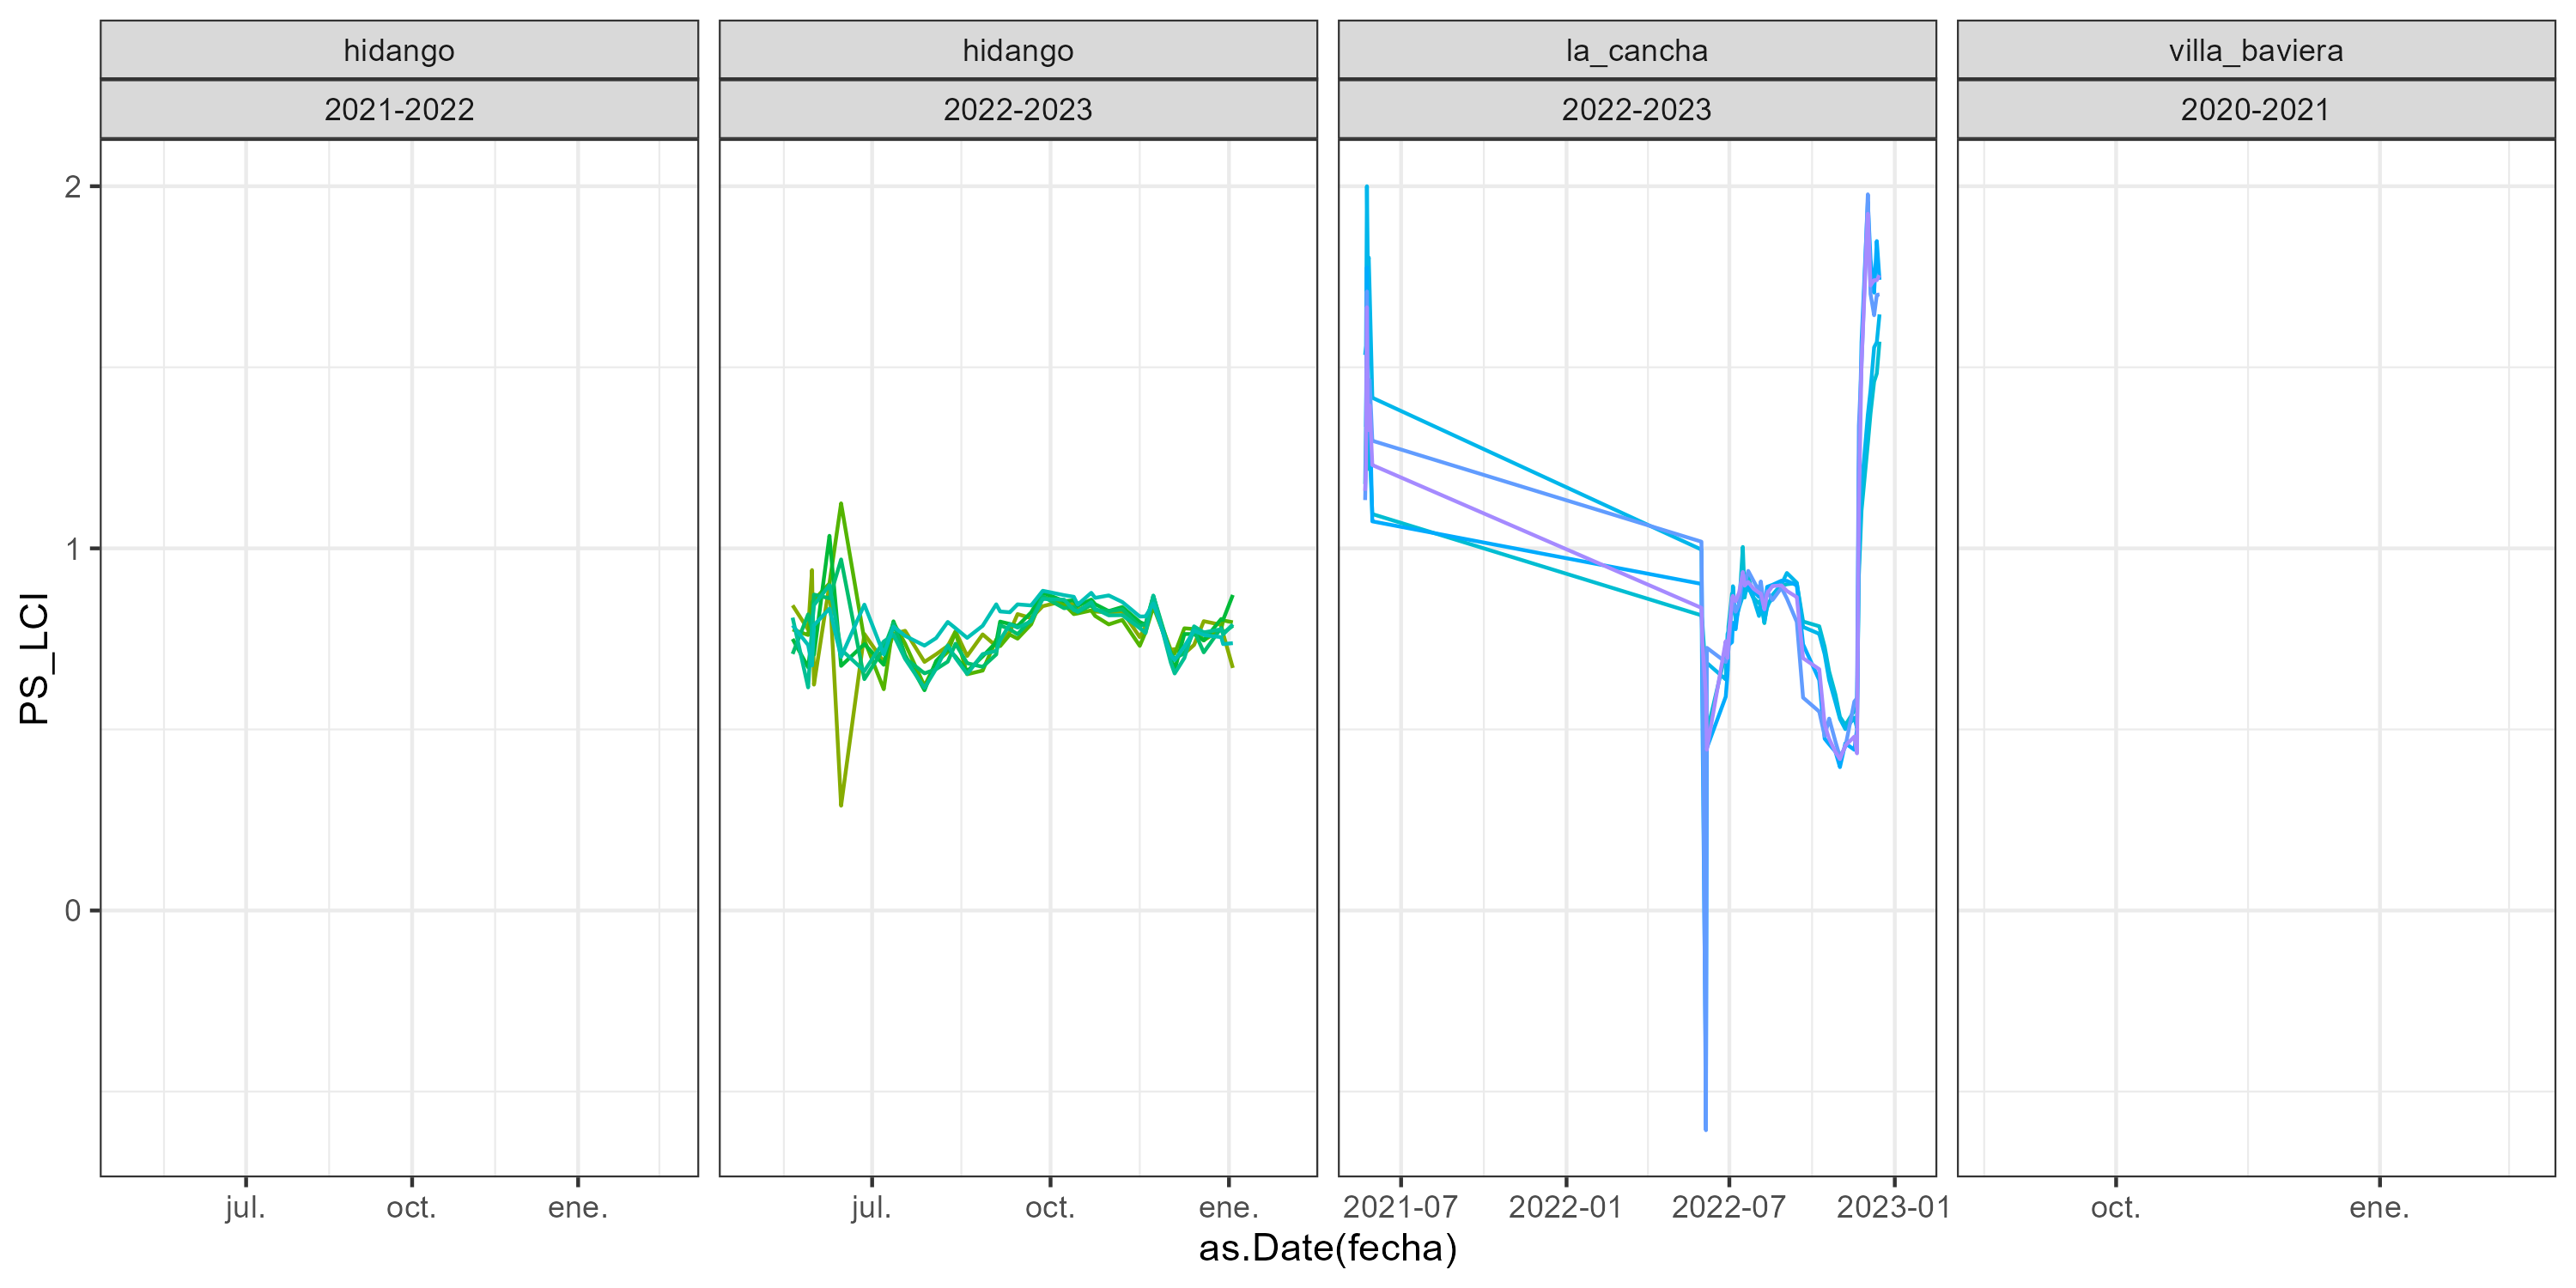 hidango
hidango
la_cancha
villa_baviera
2021-2022
2022-2023
2022-2023
2020-2021
2
1
0
PS_LCI
jul.
oct.
ene.
jul.
oct.
ene.
2021-07
2022-01
2022-07
2023-01
oct.
ene.
as.Date(fecha)